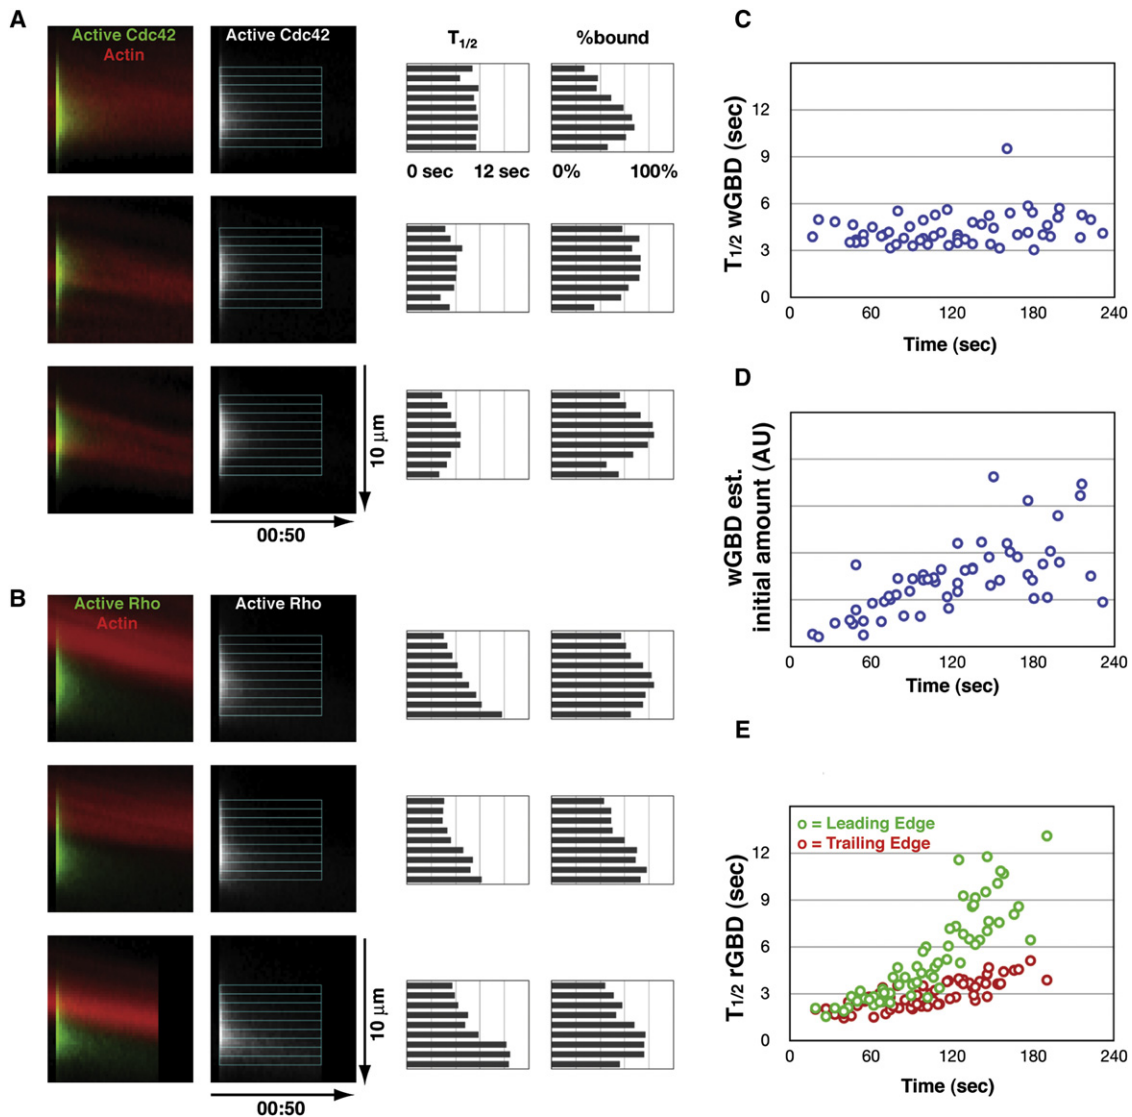 A
Active Cdc42
Actin
Active Cdc42
T1/2
%bound
0 sec 12 sec
0% 100%
10 μm
00:50
B
Active Rho
Actin
Active Rho
10 μm
00:50
C
T1/2 wGBD (sec)
12
9
6
3
0
0 60 120 180 240
Time (sec)
D
wGBD est.
initial amount (AU)
0 60 120 180 240
Time (sec)
E
T1/2 rGBD (sec)
o = Leading Edge
o = Trailing Edge
12
9
6
3
0
0 60 120 180 240
Time (sec)